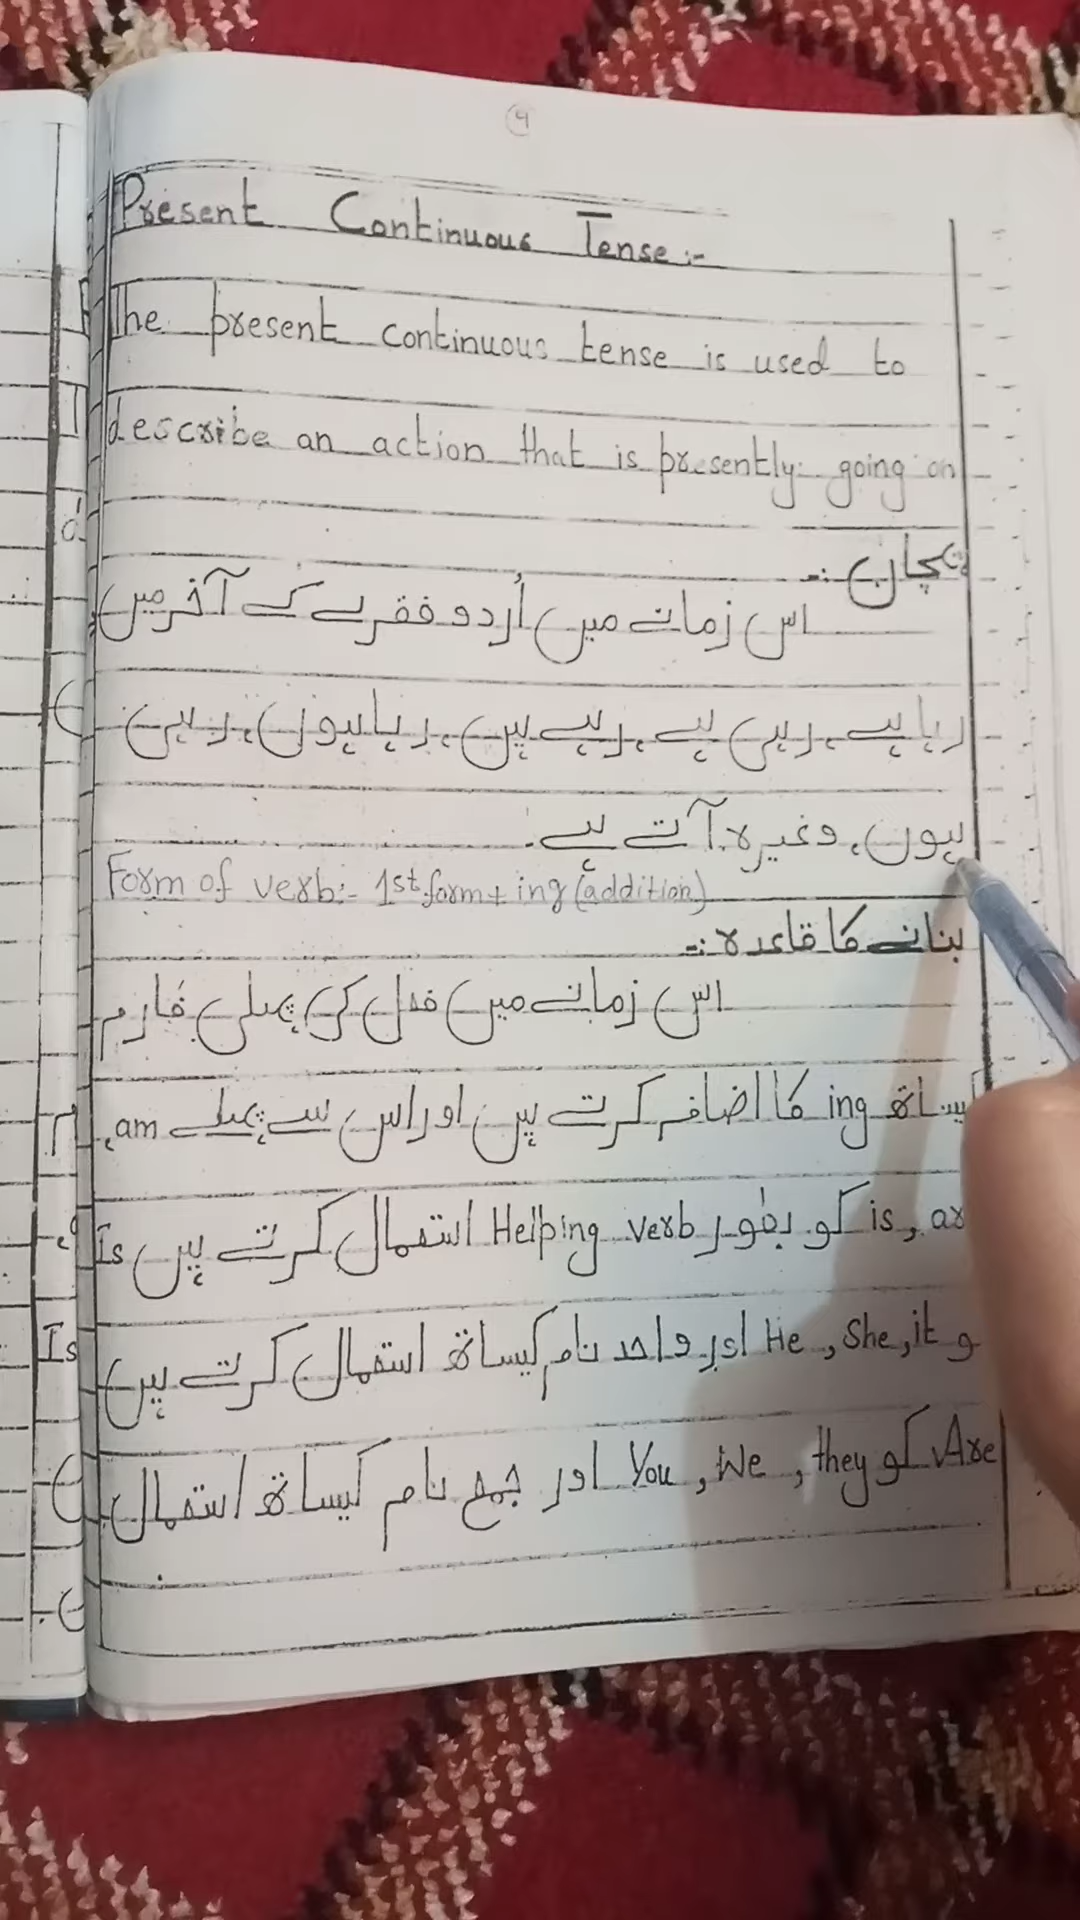 ۹
Present Continuous Tense:-
The present continuous tense is used to
describe an action that is presently going on
پہچان :-
اس زمانے میں اُردو فقرے کے آخر میں
رہا ہے، رہی ہے، رہے ہیں، رہا ہوں، رہی
ہوں، وغیرہ آتے ہے۔
Form of verb:- 1st form + ing (addition)
بنانے کا قاعدہ :-
اس زمانے میں فعل کی پہلی فارم
کیساتھ ing کا اضافہ کرتے ہیں اور اس سے پہلے am,
is, ar کو بطور Helping verb استعمال کرتے ہیں Is
و He, She, it اور واحد نام کیساتھ استعمال کرتے ہیں
Are کو You, We, they اور جمع نام کیساتھ استعمال
Is